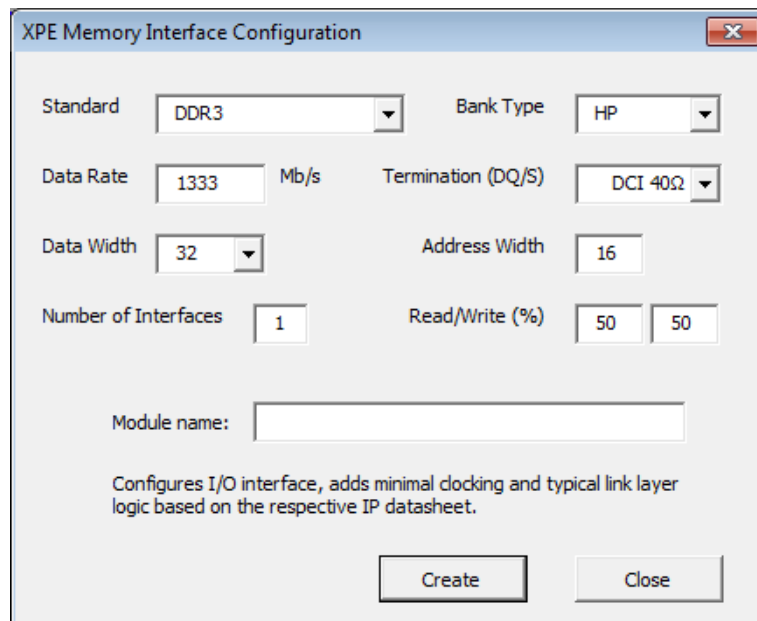 XPE Memory Interface Configuration
Standard DDR3 Bank Type HP
Data Rate 1333 Mb/s Termination (DQ/S) DCI 40Ω
Data Width 32 Address Width 16
Number of Interfaces 1 Read/Write (%) 50 50
Module name:
Configures I/O interface, adds minimal clocking and typical link layer
logic based on the respective IP datasheet.
Create Close